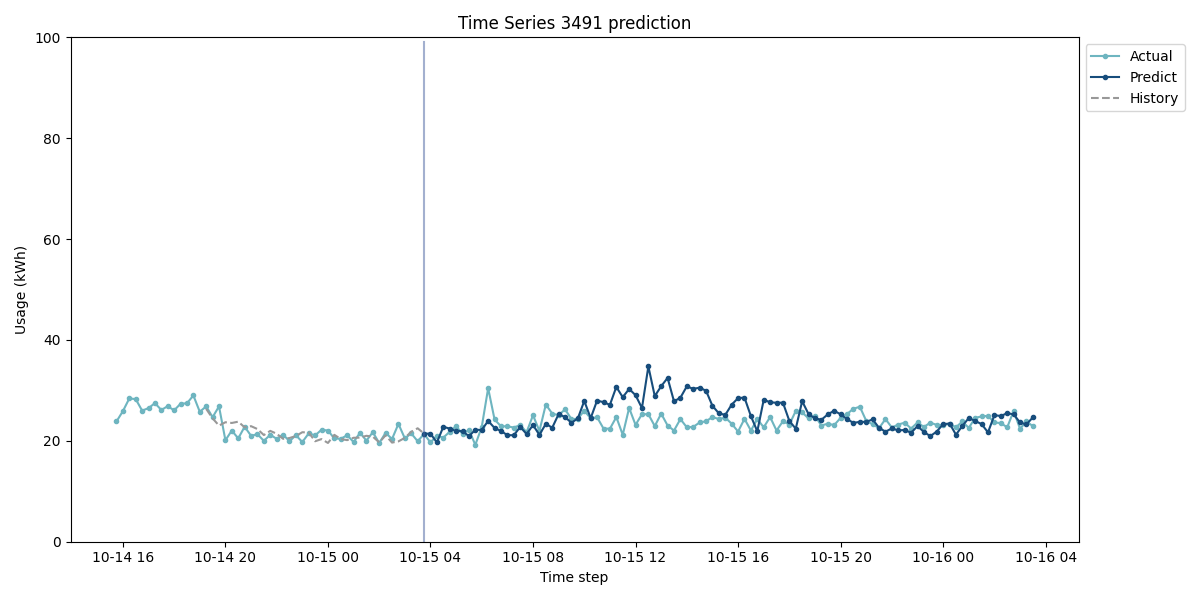 Time Series 3491 prediction
100
80
60
40
20
0
Usage (kWh)
10-14 16
10-14 20
10-15 00
10-15 04
10-15 08
10-15 12
10-15 16
10-15 20
10-16 00
10-16 04
Time step
Actual
Predict
History